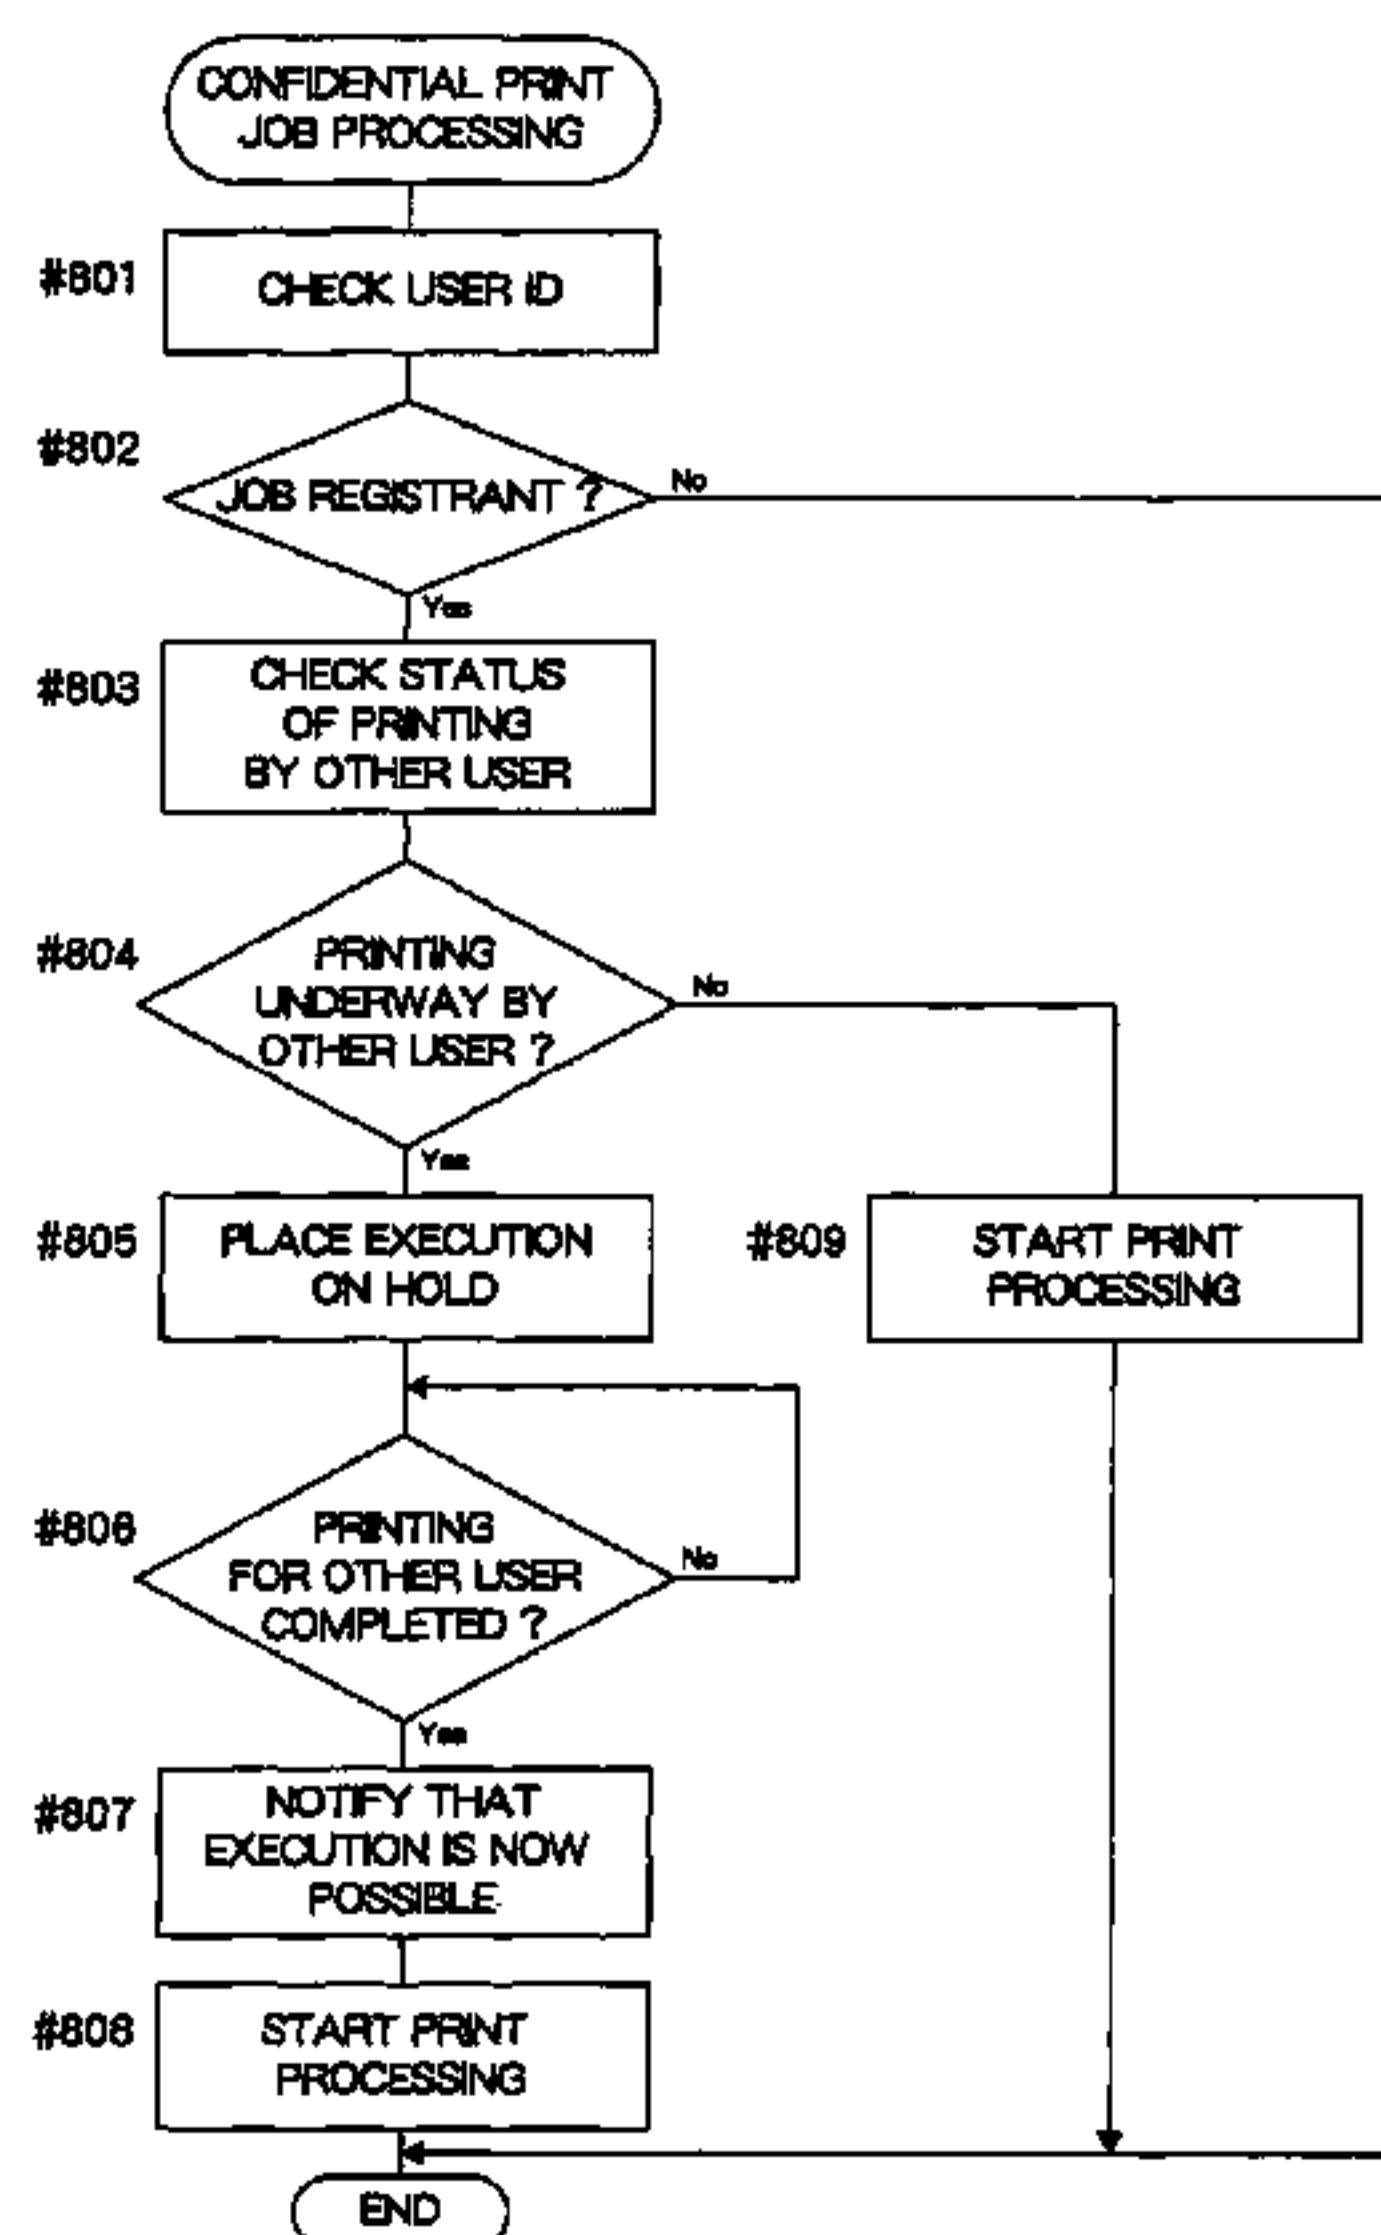 CONFIDENTIAL PRINT
JOB PROCESSING
#801
CHECK USER ID
#802
JOB REGISTRANT ?
No
Yes
#803
CHECK STATUS
OF PRINTING
BY OTHER USER
#804
PRINTING
UNDERWAY BY
OTHER USER ?
No
Yes
#805
PLACE EXECUTION
ON HOLD
#809
START PRINT
PROCESSING
#806
PRINTING
FOR OTHER USER
COMPLETED ?
No
Yes
#807
NOTIFY THAT
EXECUTION IS NOW
POSSIBLE
#808
START PRINT
PROCESSING
END